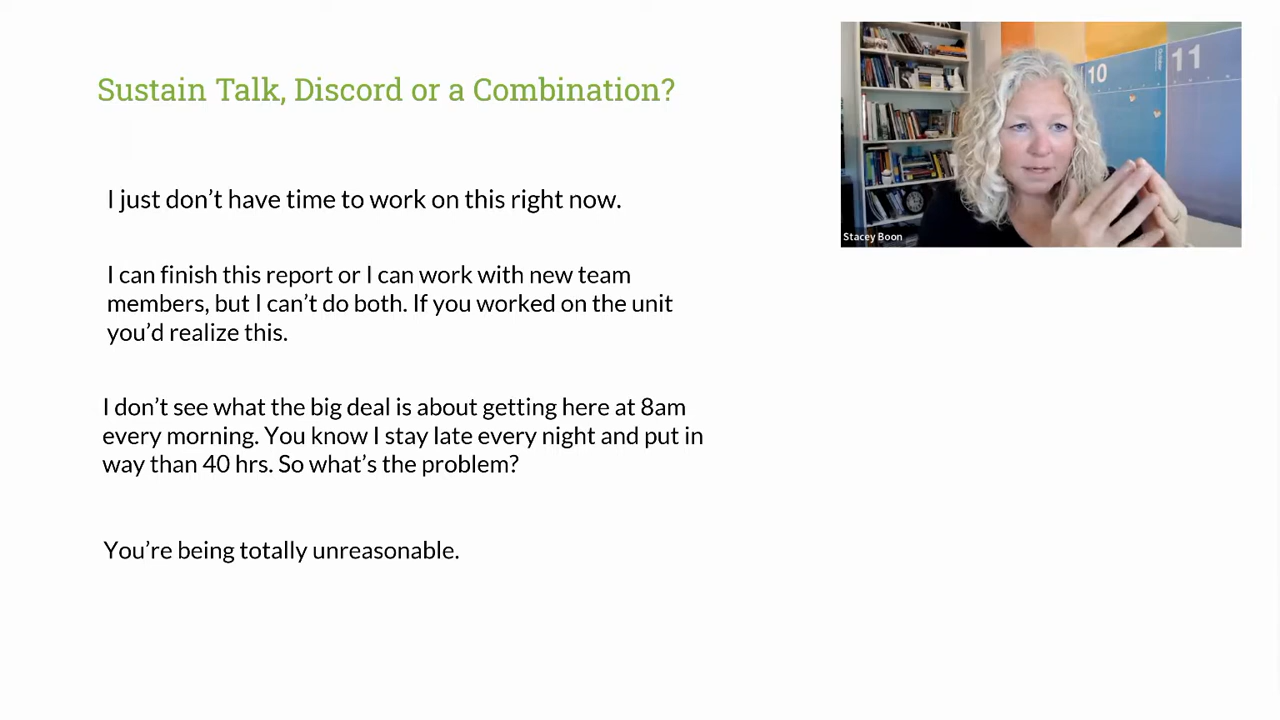 Sustain Talk, Discord or a Combination?
I just don’t have time to work on this right now.
I can finish this report or I can work with new team
members, but I can’t do both. If you worked on the unit
you’d realize this.
I don’t see what the big deal is about getting here at 8am
every morning. You know I stay late every night and put in
way than 40 hrs. So what’s the problem?
You’re being totally unreasonable.
10
11
Stacey Boon